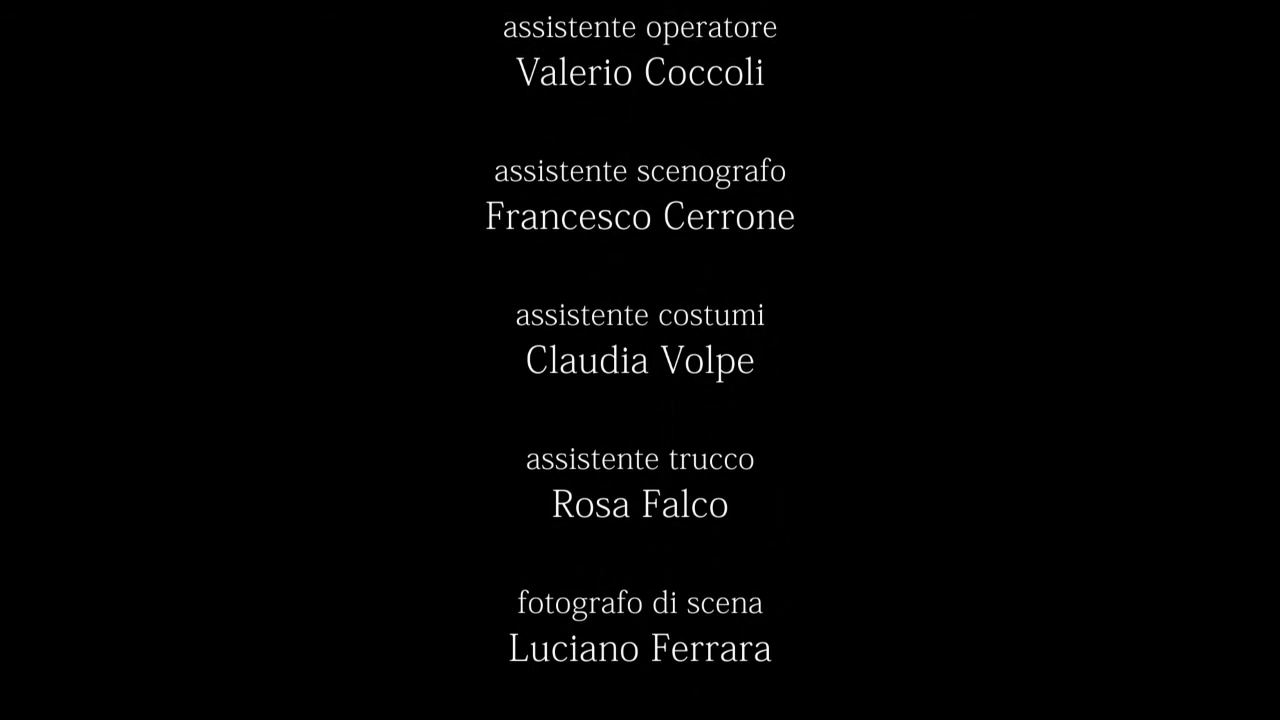 assistente operatore
Valerio Coccoli
assistente scenografo
Francesco Cerrone
assistente costumi
Claudia Volpe
assistente trucco
Rosa Falco
fotografo di scena
Luciano Ferrara